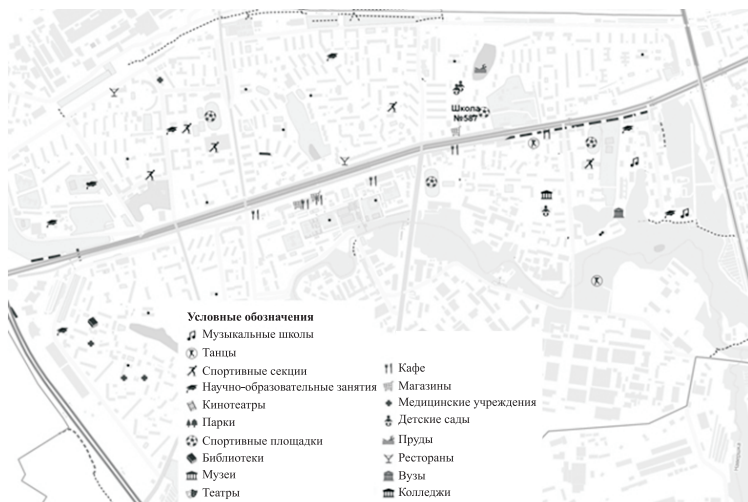 Школа
№587
Условные обозначения
Музыкальные школы
Танцы
Спортивные секции
Научно-образовательные занятия
Кинотеатры
Парки
Спортивные площадки
Библиотеки
Музеи
Театры
Кафе
Магазины
Медицинские учреждения
Детские сады
Пруды
Рестораны
Вузы
Колледжи